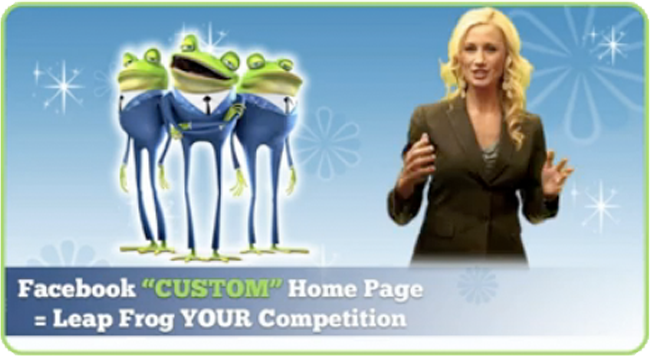 Facebook “CUSTOM” Home Page
= Leap Frog YOUR Competition